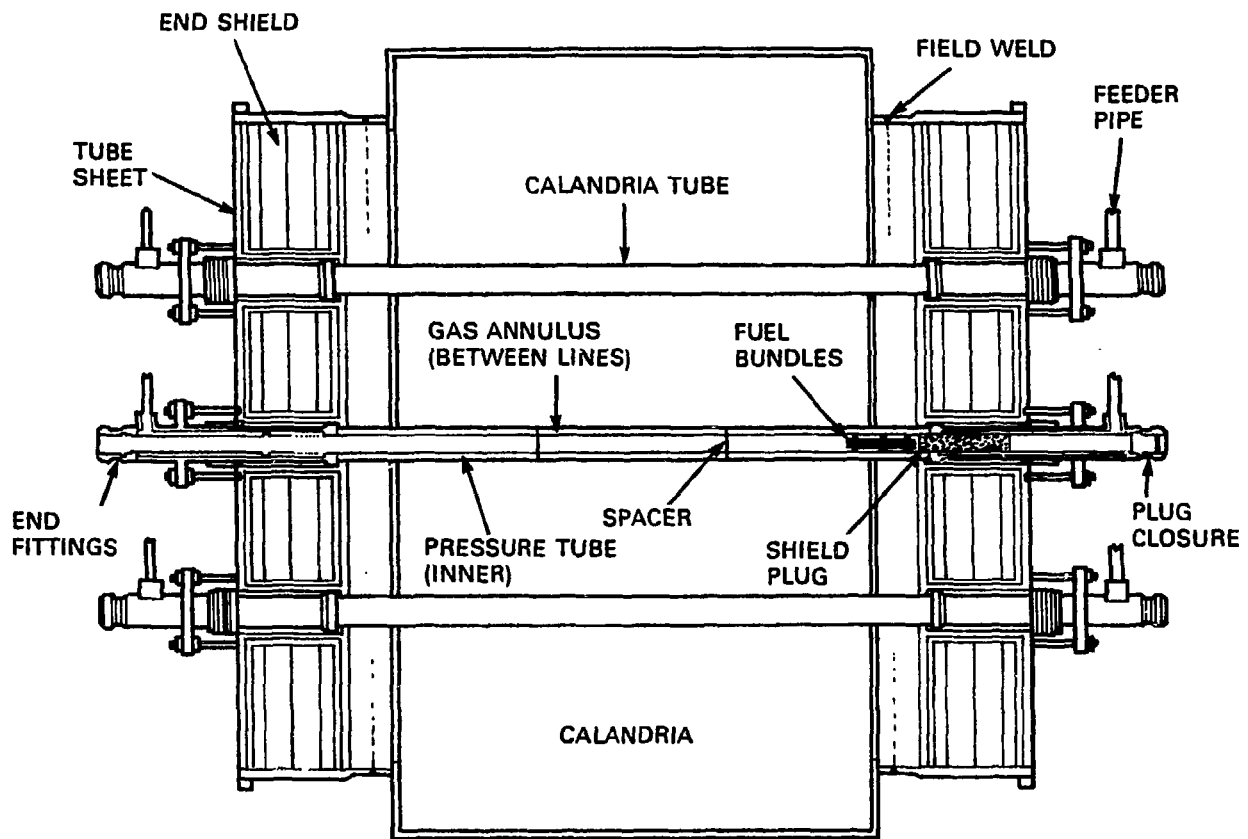 END SHIELD
FIELD WELD
FEEDER
PIPE
TUBE
SHEET
CALANDRIA TUBE
GAS ANNULUS
(BETWEEN LINES)
FUEL
BUNDLES
END
FITTINGS
PRESSURE TUBE
(INNER)
SPACER
SHIELD
PLUG
PLUG
CLOSURE
CALANDRIA